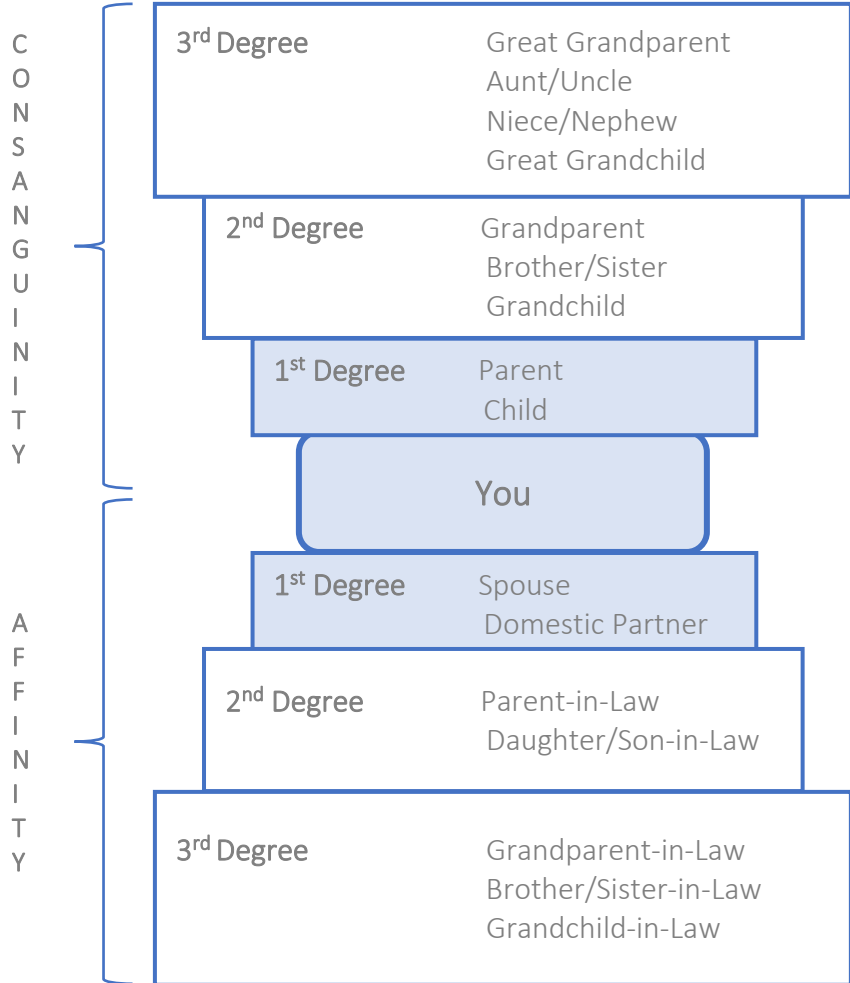 CONSANGUINITY
3rd Degree Great Grandparent
Aunt/Uncle
Niece/Nephew
Great Grandchild
2nd Degree Grandparent
Brother/Sister
Grandchild
1st Degree Parent
Child
You
AFFINITY
1st Degree Spouse
Domestic Partner
2nd Degree Parent-in-Law
Daughter/Son-in-Law
3rd Degree Grandparent-in-Law
Brother/Sister-in-Law
Grandchild-in-Law